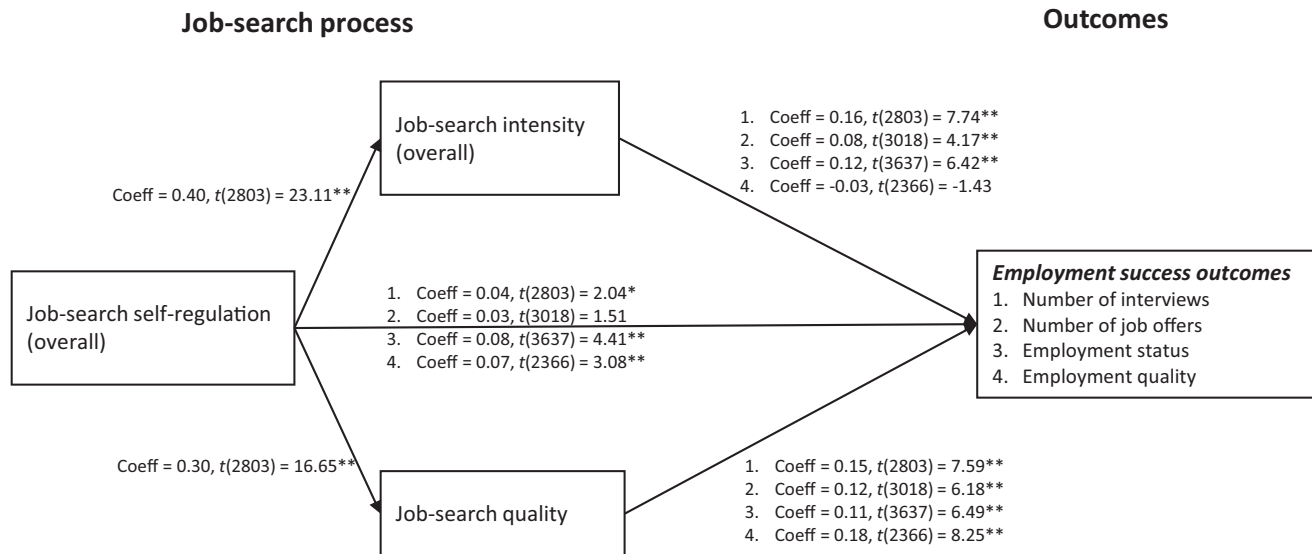 Job-search process
Outcomes
Job-search intensity
(overall)
1. Coeff = 0.16, t(2803) = 7.74**
2. Coeff = 0.08, t(3018) = 4.17**
3. Coeff = 0.12, t(3637) = 6.42**
4. Coeff = -0.03, t(2366) = -1.43
Coeff = 0.40, t(2803) = 23.11**
Job-search self-regulation
(overall)
1. Coeff = 0.04, t(2803) = 2.04*
2. Coeff = 0.03, t(3018) = 1.51
3. Coeff = 0.08, t(3637) = 4.41**
4. Coeff = 0.07, t(2366) = 3.08**
Employment success outcomes
1. Number of interviews
2. Number of job offers
3. Employment status
4. Employment quality
Coeff = 0.30, t(2803) = 16.65**
Job-search quality
1. Coeff = 0.15, t(2803) = 7.59**
2. Coeff = 0.12, t(3018) = 6.18**
3. Coeff = 0.11, t(3637) = 6.49**
4. Coeff = 0.18, t(2366) = 8.25**